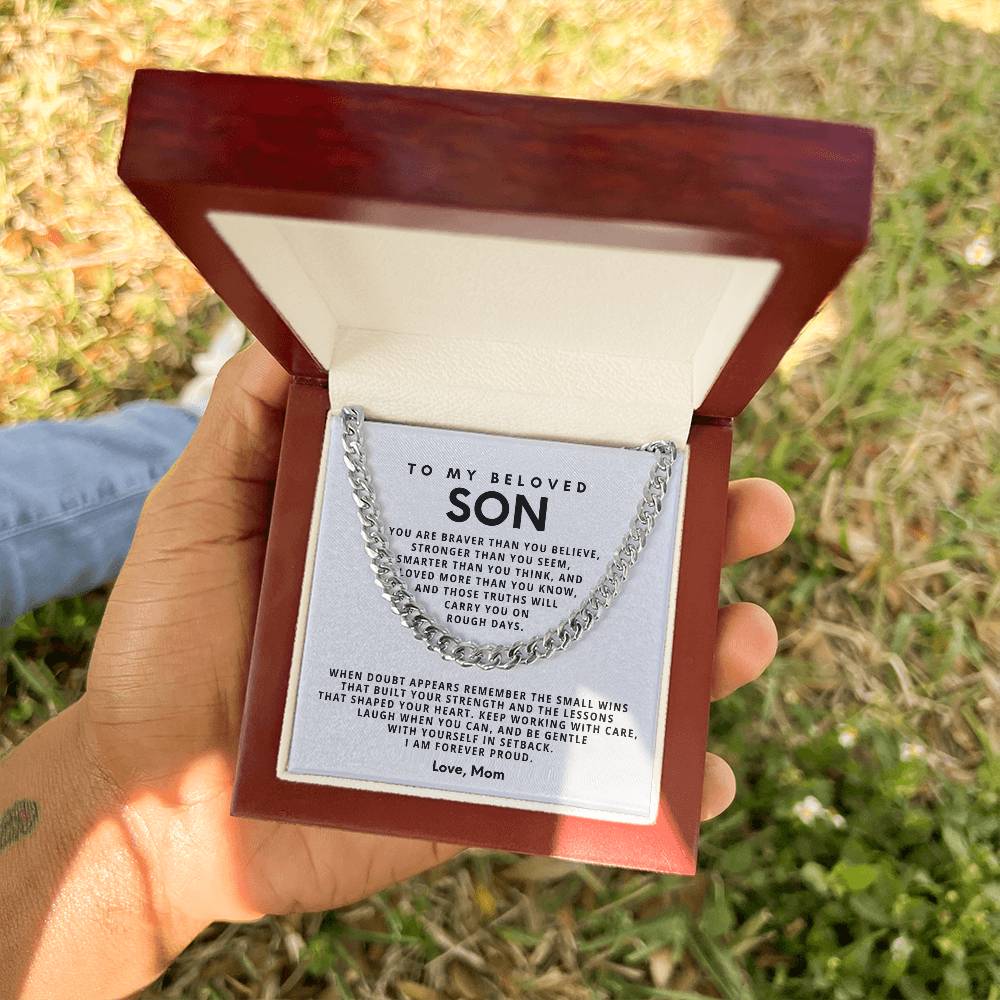 TO MY BELOVED
SON
YOU ARE BRAVER THAN YOU BELIEVE,
STRONGER THAN YOU SEEM,
SMARTER THAN YOU THINK, AND
LOVED MORE THAN YOU KNOW,
AND THOSE TRUTHS WILL
CARRY YOU ON
ROUGH DAYS.
WHEN DOUBT APPEARS REMEMBER THE SMALL WINS
THAT BUILT YOUR STRENGTH AND THE LESSONS
THAT SHAPED YOUR HEART. KEEP WORKING WITH CARE,
LAUGH WHEN YOU CAN, AND BE GENTLE
WITH YOURSELF IN SETBACK.
I AM FOREVER PROUD.
Love, Mom